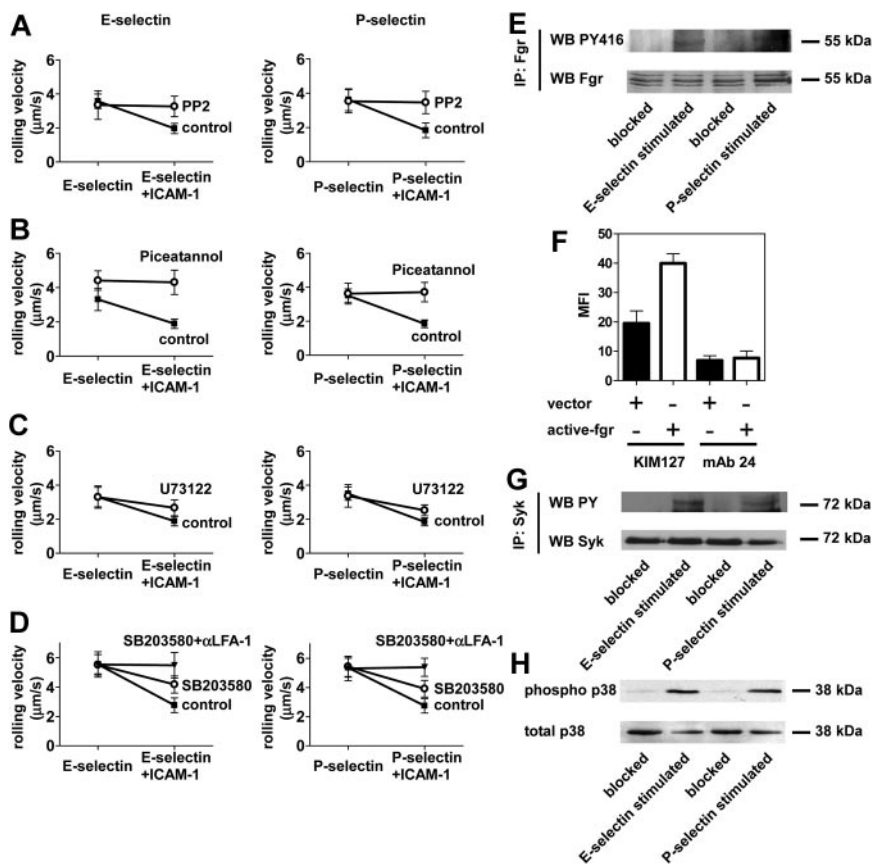 A
E-selectin
P-selectin
rolling velocity
(μm/s)
6
4
2
0
PP2
control
E-selectin
E-selectin
+ICAM-1
rolling velocity
(μm/s)
6
4
2
0
PP2
control
P-selectin
P-selectin
+ICAM-1
B
rolling velocity
(μm/s)
6
4
2
0
Piceatannol
control
E-selectin
E-selectin
+ICAM-1
rolling velocity
(μm/s)
6
4
2
0
Piceatannol
control
P-selectin
P-selectin
+ICAM-1
C
rolling velocity
(μm/s)
6
4
2
0
U73122
control
E-selectin
E-selectin
+ICAM-1
rolling velocity
(μm/s)
6
4
2
0
U73122
control
P-selectin
P-selectin
+ICAM-1
D
rolling velocity
(μm/s)
6
4
2
0
SB203580+αLFA-1
SB203580
control
E-selectin
E-selectin
+ICAM-1
rolling velocity
(μm/s)
6
4
2
0
SB203580+αLFA-1
SB203580
control
P-selectin
P-selectin
+ICAM-1
E
IP: Fgr
WB PY416
55 kDa
WB Fgr
55 kDa
blocked
E-selectin stimulated
blocked
P-selectin stimulated
F
MFI
50
40
30
20
10
0
vector + - + -
active-fgr - + - +
KIM127 mAb 24
G
IP: Syk
WB PY
72 kDa
WB Syk
72 kDa
blocked
E-selectin stimulated
blocked
P-selectin stimulated
H
phospho p38
38 kDa
total p38
38 kDa
blocked
E-selectin stimulated
blocked
P-selectin stimulated